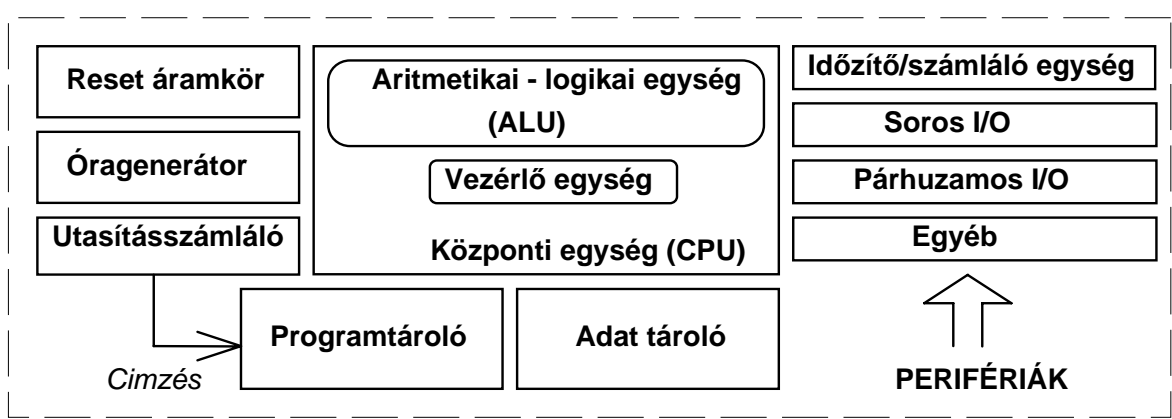 Reset áramkör
Óragenerátor
Utasításszámláló
Aritmetikai - logikai egység
(ALU)
Vezérlő egység
Központi egység (CPU)
Időzítő/számláló egység
Soros I/O
Párhuzamos I/O
Egyéb
Programtároló
Adat tároló
Cimzés
PERIFÉRIÁK